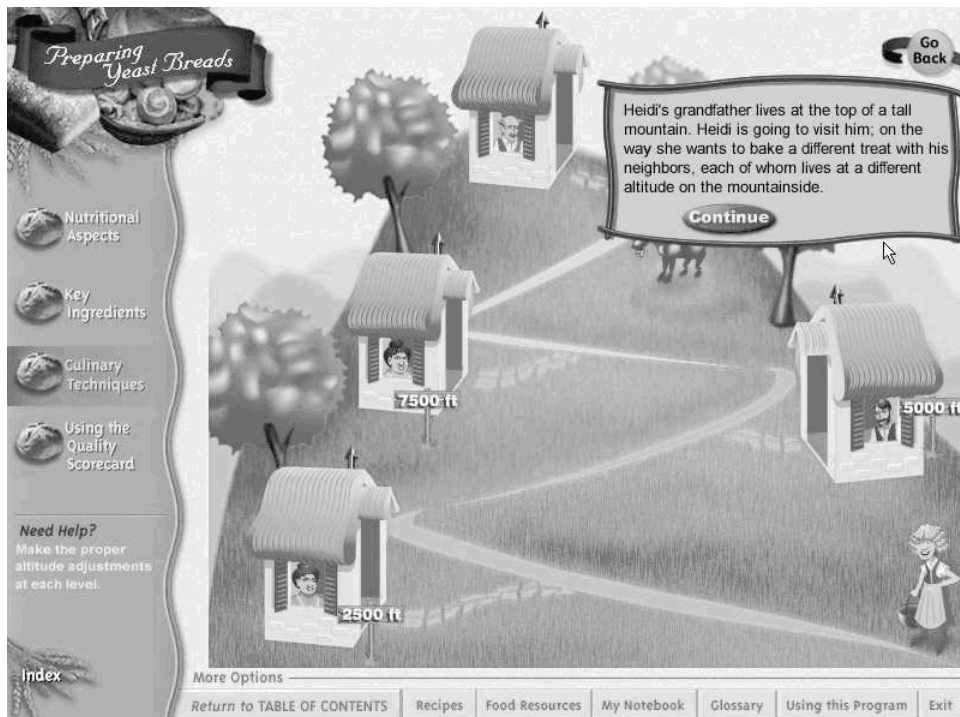 Preparing
Yeast Breads
Go
Back
Heidi's grandfather lives at the top of a tall
mountain. Heidi is going to visit him; on the
way she wants to bake a different treat with his
neighbors, each of whom lives at a different
altitude on the mountainside.
Continue
Nutritional
Aspects
Key
Ingredients
Culinary
Techniques
Using the
Quality
Scorecard
7500 ft
5000 ft
2500 ft
Need Help?
Make the proper
altitude adjustments
at each level.
Index
More Options
Return to TABLE OF CONTENTS
Recipes
Food Resources
My Notebook
Glossary
Using this Program
Exit